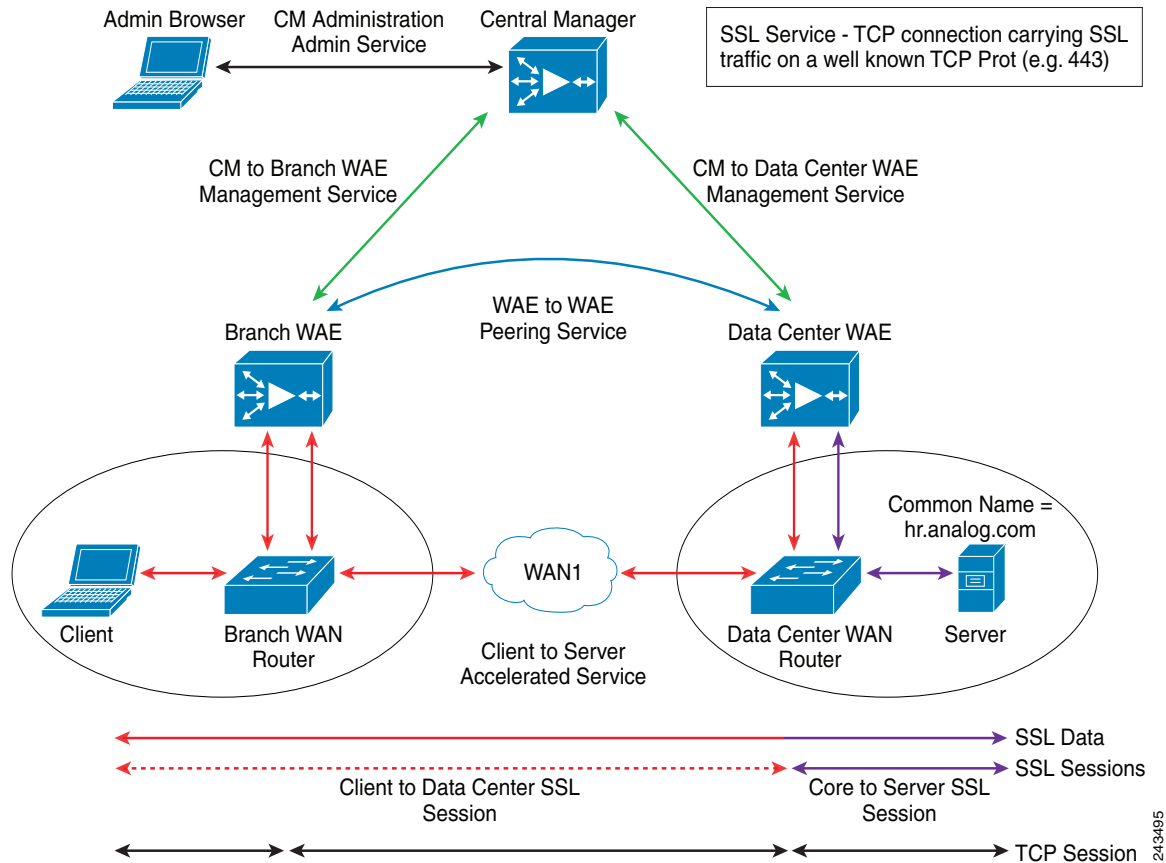 Admin Browser
CM Administration
Admin Service
Central Manager
SSL Service - TCP connection carrying SSL
traffic on a well known TCP Prot (e.g. 443)
CM to Branch WAE
Management Service
CM to Data Center WAE
Management Service
WAE to WAE
Peering Service
Branch WAE
Data Center WAE
Common Name =
hr.analog.com
WAN1
Client
Branch WAN
Router
Client to Server
Accelerated Service
Data Center WAN
Router
Server
SSL Data
SSL Sessions
Client to Data Center SSL
Session
Core to Server SSL
Session
TCP Session
243495